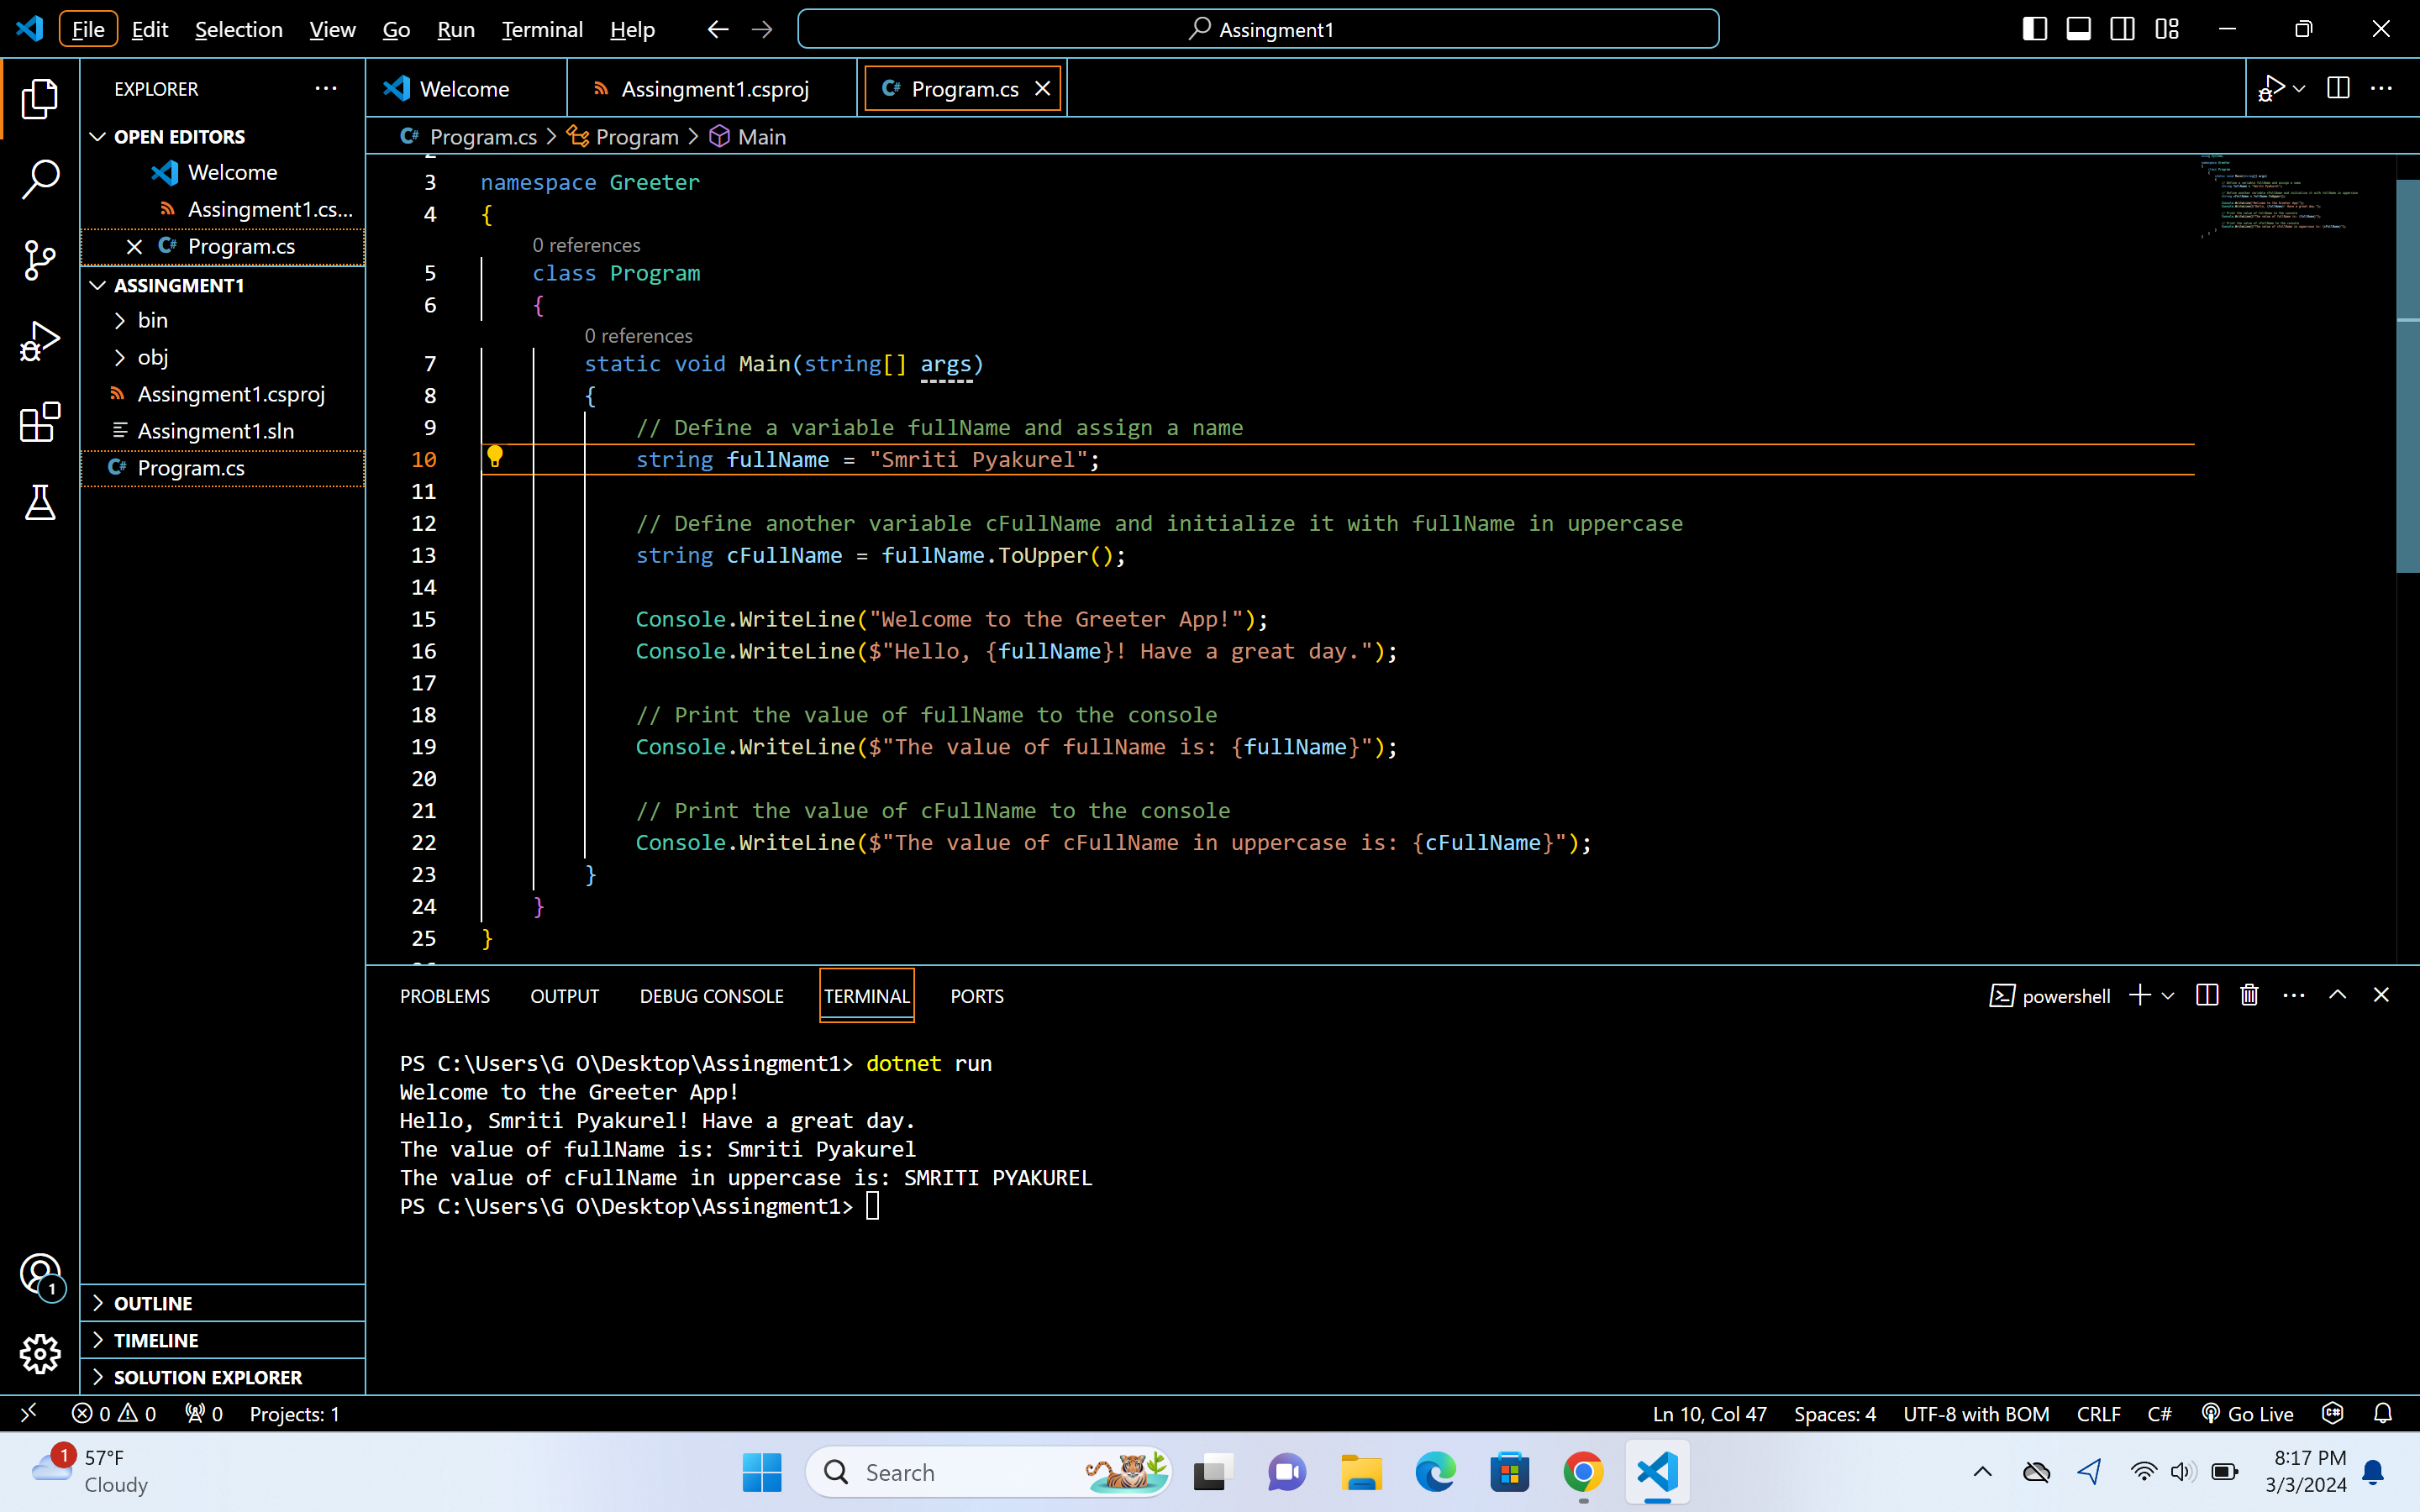 File Edit Selection View Go Run Terminal Help
Assingment1
EXPLORER
OPEN EDITORS
Welcome
Assingment1.cs...
Program.cs
ASSINGMENT1
bin
obj
Assingment1.csproj
Assingment1.sln
Program.cs
OUTLINE
TIMELINE
SOLUTION EXPLORER
Welcome Assingment1.csproj C# Program.cs
C# Program.cs > Program > Main
3 namespace Greeter
4 {
0 references
5 class Program
6 {
0 references
7 static void Main(string[] args)
8 {
9 // Define a variable fullName and assign a name
10 string fullName = "Smriti Pyakurel";
11
12 // Define another variable cFullName and initialize it with fullName in uppercase
13 string cFullName = fullName.ToUpper();
14
15 Console.WriteLine("Welcome to the Greeter App!");
16 Console.WriteLine($"Hello, {fullName}! Have a great day.");
17
18 // Print the value of fullName to the console
19 Console.WriteLine($"The value of fullName is: {fullName}");
20
21 // Print the value of cFullName to the console
22 Console.WriteLine($"The value of cFullName in uppercase is: {cFullName}");
23 }
24 }
25 }
PROBLEMS OUTPUT DEBUG CONSOLE TERMINAL PORTS
powershell
PS C:\Users\G O\Desktop\Assingment1> dotnet run
Welcome to the Greeter App!
Hello, Smriti Pyakurel! Have a great day.
The value of fullName is: Smriti Pyakurel
The value of cFullName in uppercase is: SMRITI PYAKUREL
PS C:\Users\G O\Desktop\Assingment1>
1
0 0 0 Projects: 1
Ln 10, Col 47 Spaces: 4 UTF-8 with BOM CRLF C# Go Live
1
57°F
Cloudy
Search
8:17 PM
3/3/2024